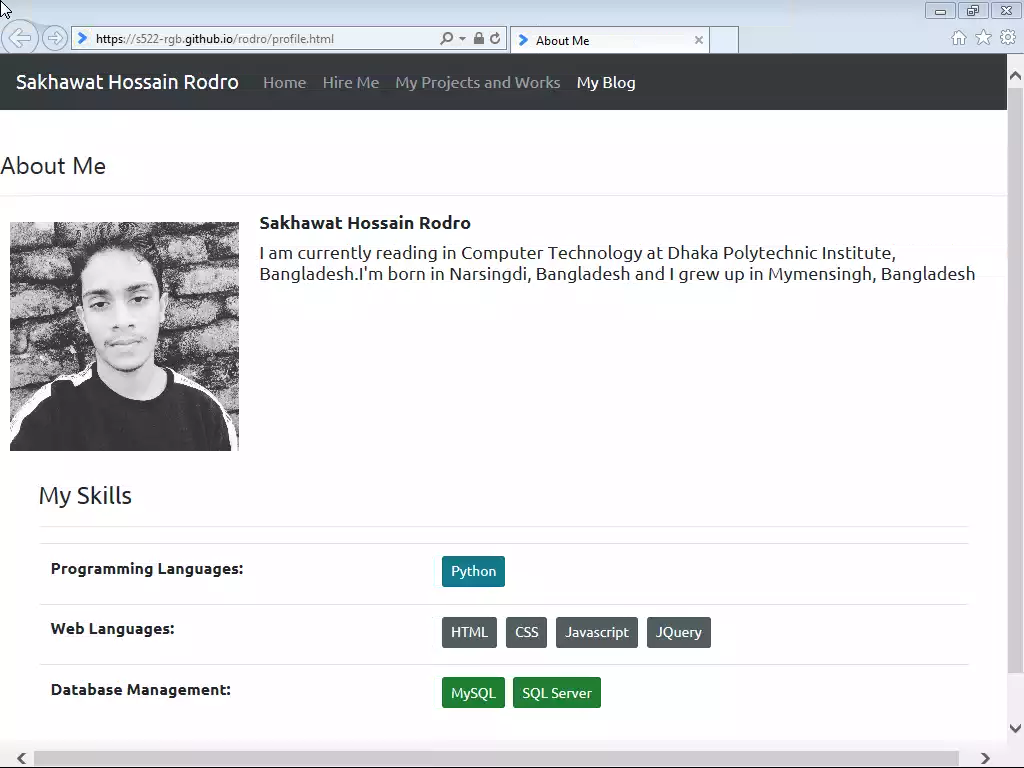 https://s522-rgb.github.io/rodro/profile.html
About Me
Sakhawat Hossain Rodro Home Hire Me My Projects and Works My Blog
About Me
Sakhawat Hossain Rodro
I am currently reading in Computer Technology at Dhaka Polytechnic Institute,
Bangladesh.I'm born in Narsingdi, Bangladesh and I grew up in Mymensingh, Bangladesh
My Skills
Programming Languages: Python
Web Languages: HTML CSS Javascript JQuery
Database Management: MySQL SQL Server